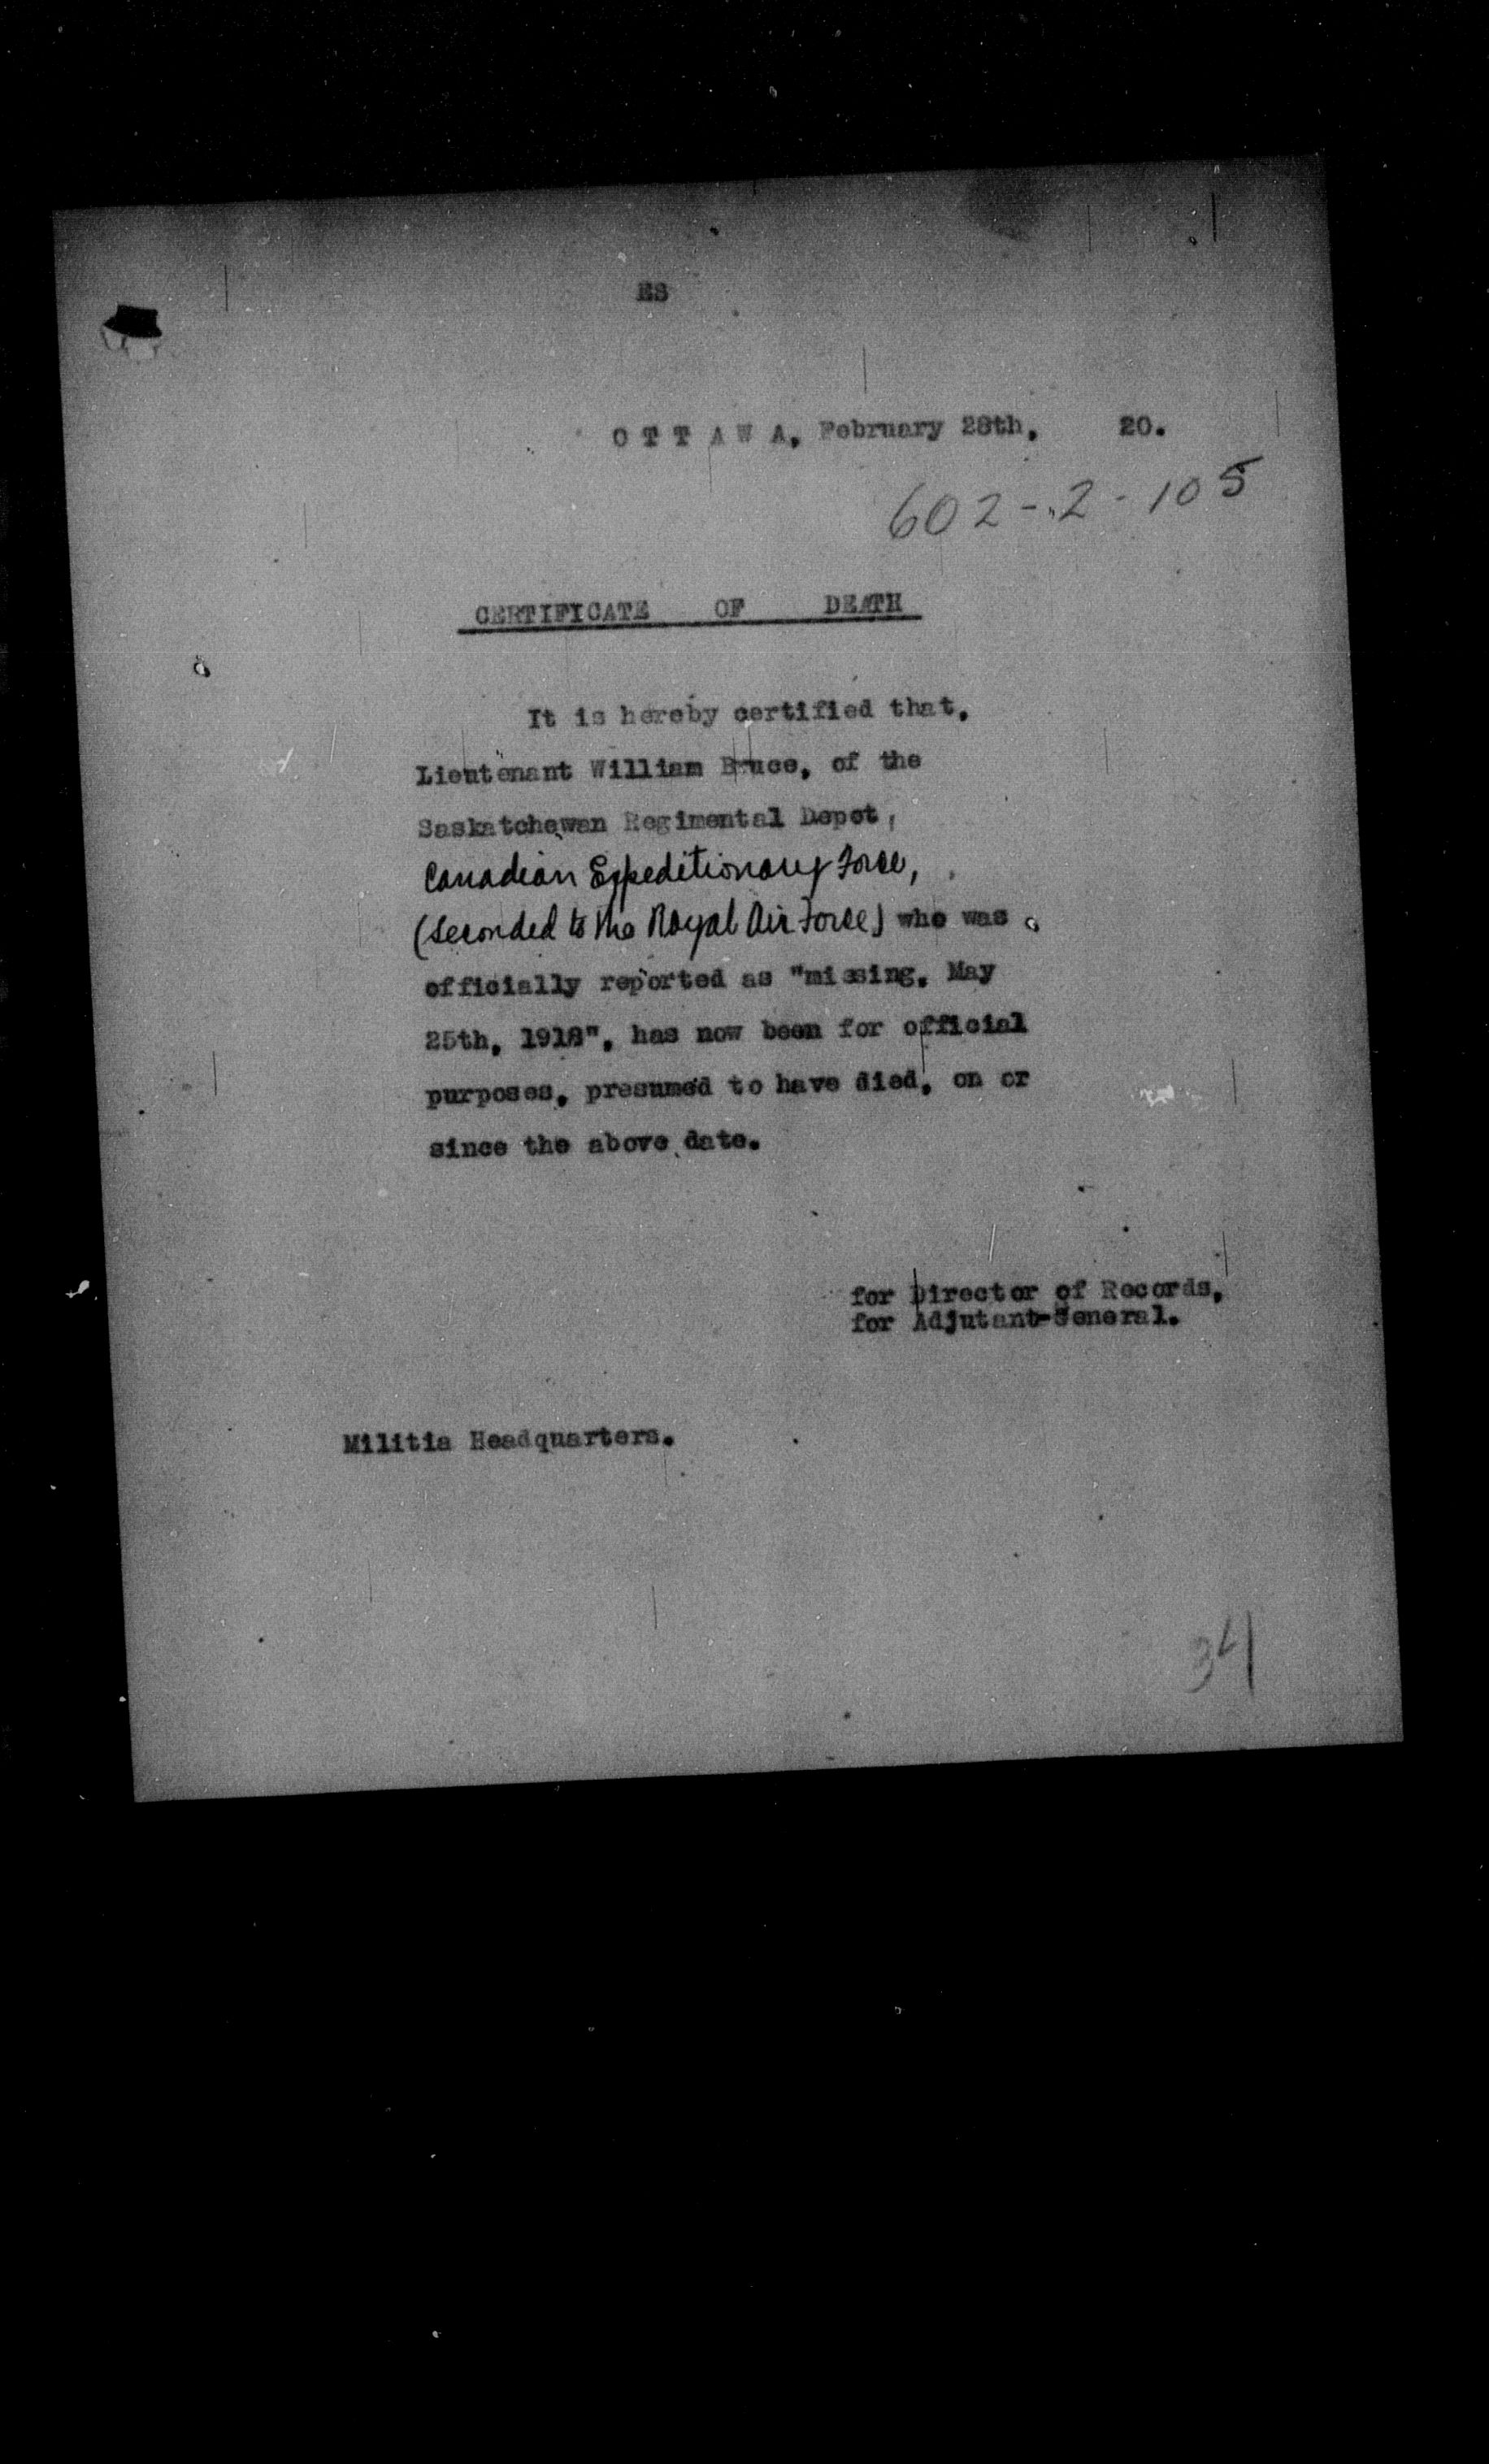 ES
O T T A W A, February 28th, 20.
602-2-105
CERTIFICATE OF DEATH
It is hereby certified that,
Lieutenant William Bruce, of the
Saskatchewan Regimental Depot,
Canadian Expeditionary Force,
(seconded to the Royal Air Force) who was
officially reported as "missing, May
25th, 1918", has now been for official
purposes, presumed to have died, on or
since the above date.
for Director of Records,
for Adjutant-General.
Militia Headquarters.
34